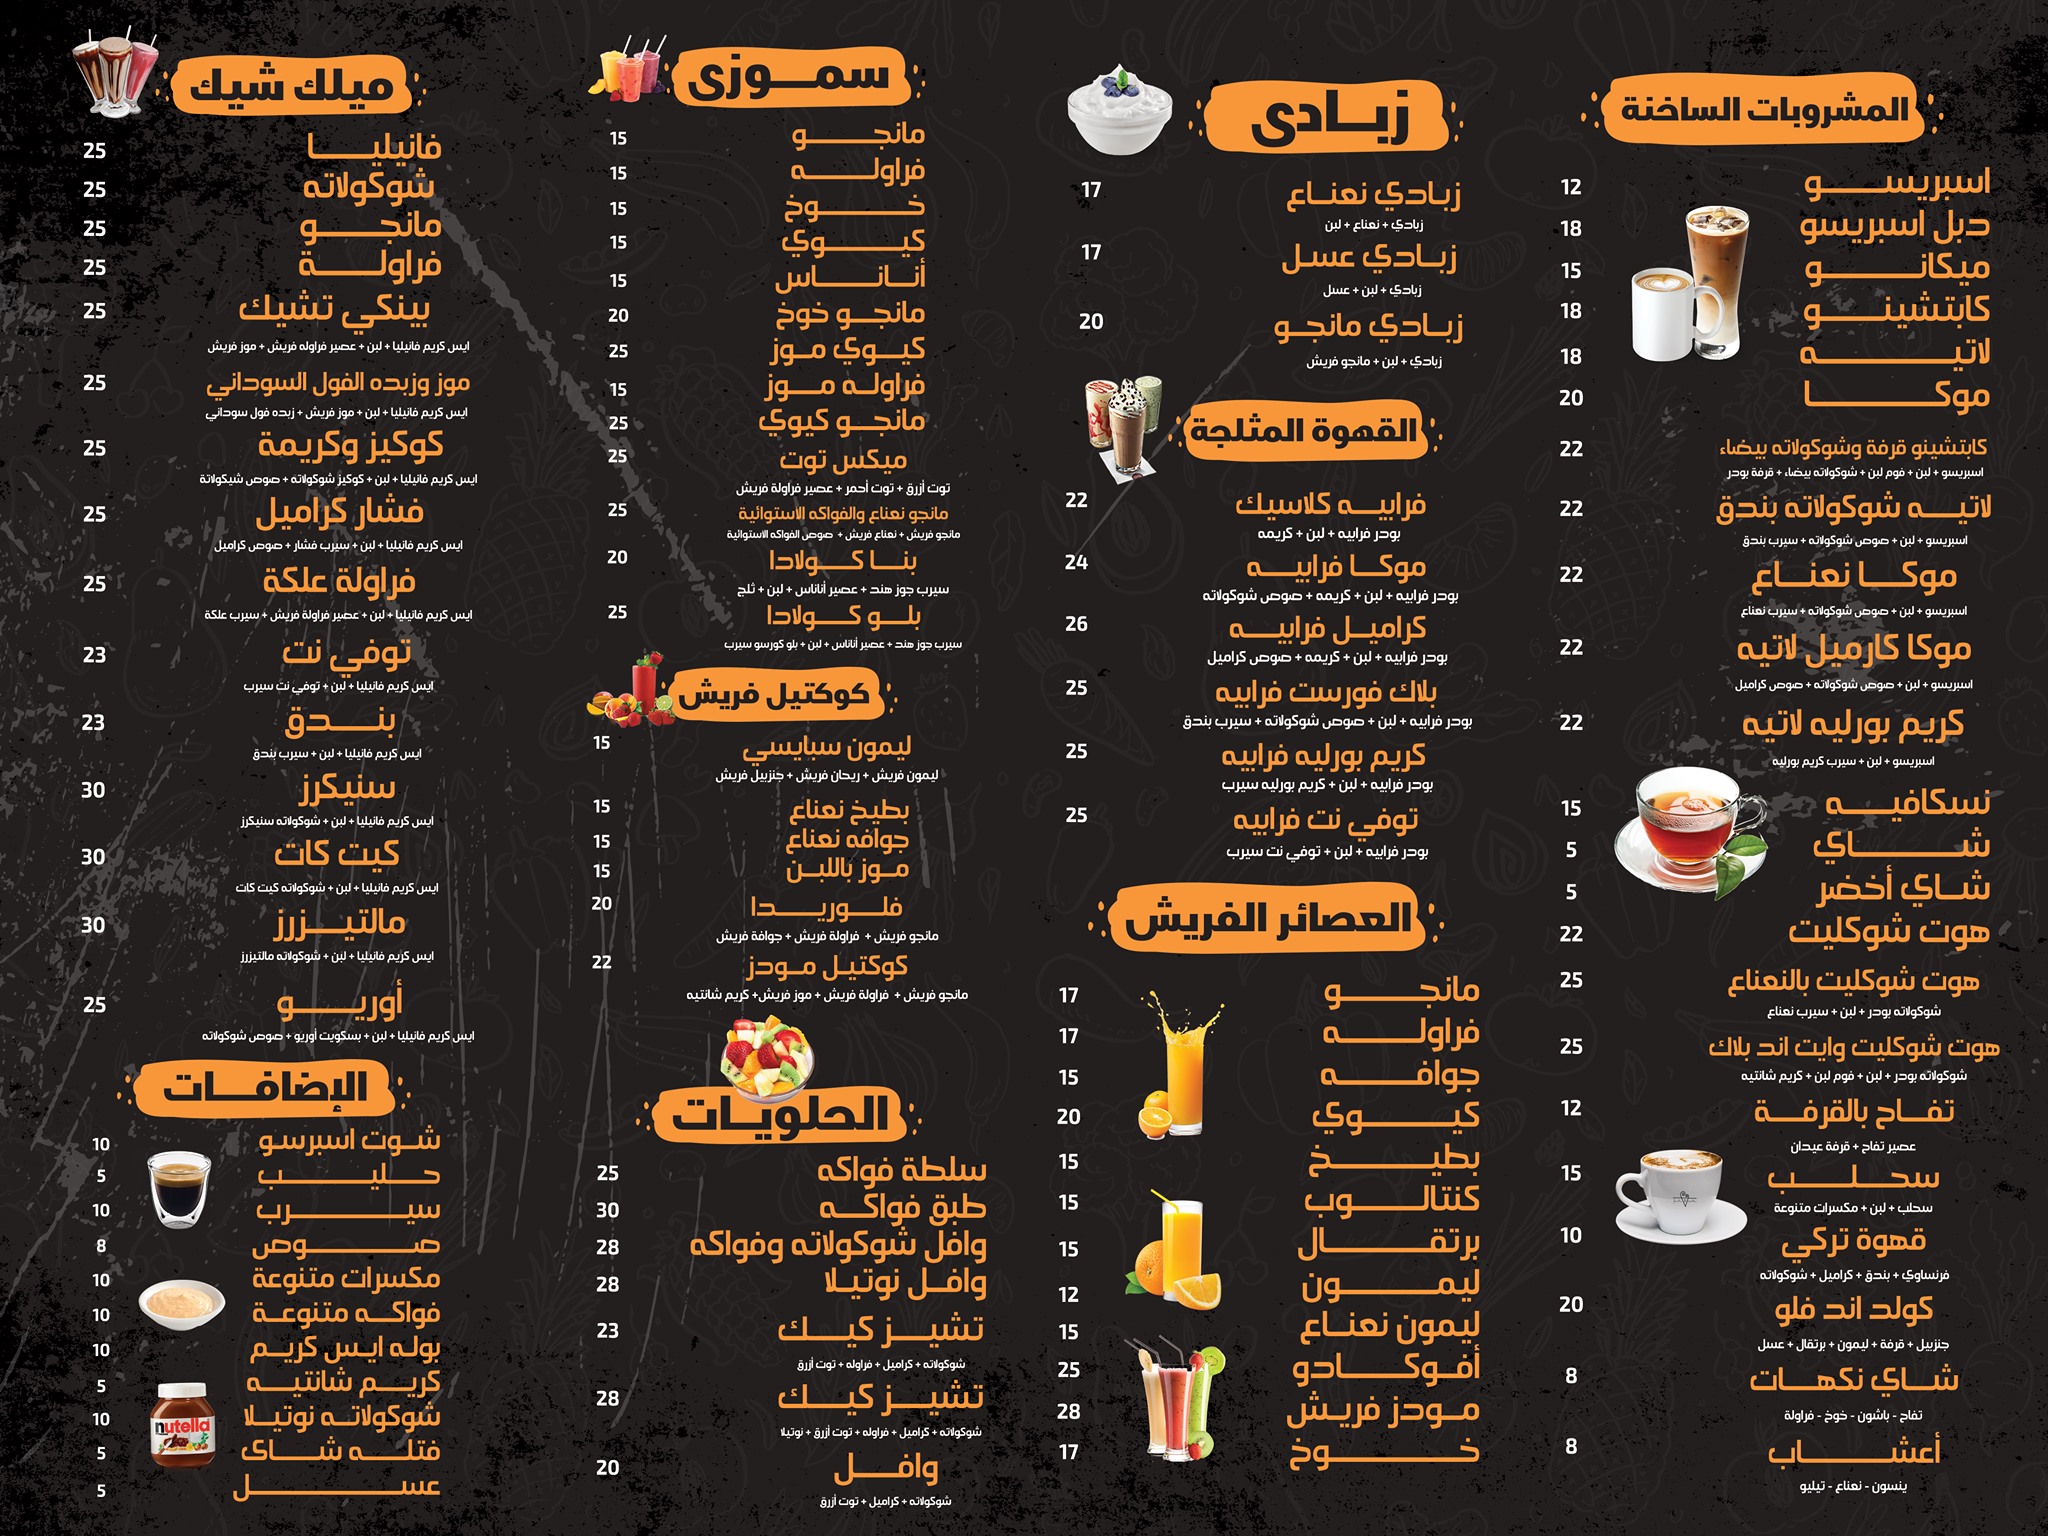 المشروبات الساخنة
اسبريسو 12
دبل اسبريسو 18
ميكاتو 15
كابتشينو 18
لاتيه 18
موكا 20
كابتشينو قرفة وشوكولاته بيضاء 22
اسبريسو + لبن + فوم لبن + شوكولاته بيضاء + قرفة بودر
لاتيه شوكولاته بندق 22
اسبريسو + لبن + صوص شوكولاته + سيرب بندق
موكا نعناع 22
اسبريسو + لبن + صوص شوكولاته + سيرب نعناع
موكا كارميل لاتيه 22
اسبريسو + لبن + صوص شوكولاته + صوص كراميل
كريم بورليه لاتيه 22
اسبريسو + لبن + سيرب كريم بورليه
نسكافيه 15
شاي 5
شاي أخضر 5
هوت شوكليت 22
هوت شوكليت بالنعناع 25
شوكولاته بودر + لبن + سيرب نعناع
هوت شوكليت وايت اند بلاك 25
شوكولاته بودر + لبن + فوم لبن + كريم شانتيه
تفاح بالقرفة 12
عصير تفاح + قرفة عيدان
سحلب 15
سحلب + لبن + مكسرات متنوعة
قهوة تركي 10
فرنساوي + بندق + كراميل + شوكولاته
كولد اند فلو 20
جنزبيل + قرفة + ليمون + برتقال + عسل
شاي نكهات 8
تفاح - باشون - خوخ - فراولة
أعشاب 8
ينسون - نعناع - تيليو
زبادى
زبادي نعناع 17
زبادي + نعناع + لبن
زبادي عسل 17
زبادي + لبن + عسل
زبادي مانجو 20
زبادي + لبن + مانجو فريش
القهوة المثلجة
فرابيه كلاسيك 22
بودر فرابيه + لبن + كريمه
موكا فرابيه 24
بودر فرابيه + لبن + كريمه + صوص شوكولاته
كراميل فرابيه 26
بودر فرابيه + لبن + كريمه + صوص كراميل
بلاك فورست فرابيه 25
بودر فرابيه + لبن + صوص شوكولاته + سيرب بندق
كريم بورليه فرابيه 25
بودر فرابيه + لبن + كريم بورليه سيرب
توفي نت فرابيه 25
بودر فرابيه + لبن + توفي نت سيرب
العصائر الفريش
مانجو 17
فراوله 17
جوافه 15
كيوي 20
بطيخ 15
كنتالوب 15
برتقال 15
ليمون 12
ليمون نعناع 15
أفوكادو 25
مودز فريش 28
خوخ 17
سموزى
مانجو 15
فراوله 15
خوخ 15
كيوي 15
أناناس 15
مانجو خوخ 20
كيوي موز 25
فراوله موز 15
مانجو كيوي 25
ميكس توت 25
توت أزرق + توت أحمر + عصير فراولة فريش
مانجو نعناع والفواكه الاستوائية 25
مانجو فريش + نعناع فريش + صوص الفواكه الاستوائية
بنا كولادا 20
سيرب جوز هند + عصير أناناس + لبن + ثلج
بلو كولادا 25
سيرب جوز هند + عصير أناناس + لبن + بلو كورسو سيرب
كوكتيل فريش
ليمون سبايسي 15
ليمون فريش + ريحان فريش + جنزبيل فريش
بطيخ نعناع 15
جوافه نعناع 15
موز باللبن 15
فلوريدا 20
مانجو فريش + فراولة فريش + جوافة فريش
كوكتيل مودز 22
مانجو فريش + فراولة فريش + موز فريش+ كريم شانتيه
الحلويات
سلطة فواكه 25
طبق فواكه 30
وافل شوكولاته وفواكه 28
وافل نوتيلا 28
تشيز كيك 23
شوكولاته + كراميل + فراوله + توت أزرق
تشيز كيك 28
شوكولاته + كراميل + فراوله + توت أزرق + نوتيلا
وافل 20
شوكولاته + كراميل + توت أزرق
ميلك شيك
فانيليا 25
شوكولاته 25
مانجو 25
فراولة 25
بينكي تشيك 25
ايس كريم فانيليا + لبن + عصير فراوله فريش + موز فريش
موز وزبده الفول السوداني 25
ايس كريم فانيليا + لبن + موز فريش + زبده فول سوداني
كوكيز وكريمة 25
ايس كريم فانيليا + لبن + كوكيز شوكولاته + صوص شيكولاتة
فشار كراميل 25
ايس كريم فانيليا + لبن + سيرب فشار + صوص كراميل
فراولة علكة 25
ايس كريم فانيليا + لبن + عصير فراولة فريش + سيرب علكة
توفي نت 23
ايس كريم فانيليا + لبن + توفي نت سيرب
بندق 23
ايس كريم فانيليا + لبن + سيرب بندق
سنيكرز 30
ايس كريم فانيليا + لبن + شوكولاته سنيكرز
كيت كات 30
ايس كريم فانيليا + لبن + شوكولاته كيت كات
مالتيزرز 30
ايس كريم فانيليا + لبن + شوكولاته مالتيزرز
أوريو 25
ايس كريم فانيليا + لبن + بسكويت أوريو + صوص شوكولاته
الإضافات
شوت اسبرسو 10
حليب 5
سيرب 10
صوص 8
مكسرات متنوعة 10
فواكه متنوعة 10
بوله ايس كريم 10
كريم شانتيه 5
شوكولاته نوتيلا 10
فتله شاى 5
عسل 5
nutella